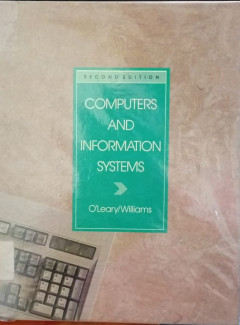 SECOND EDITION
COMPUTERS
AND
INFORMATION
SYSTEMS
O'Leary/Williams